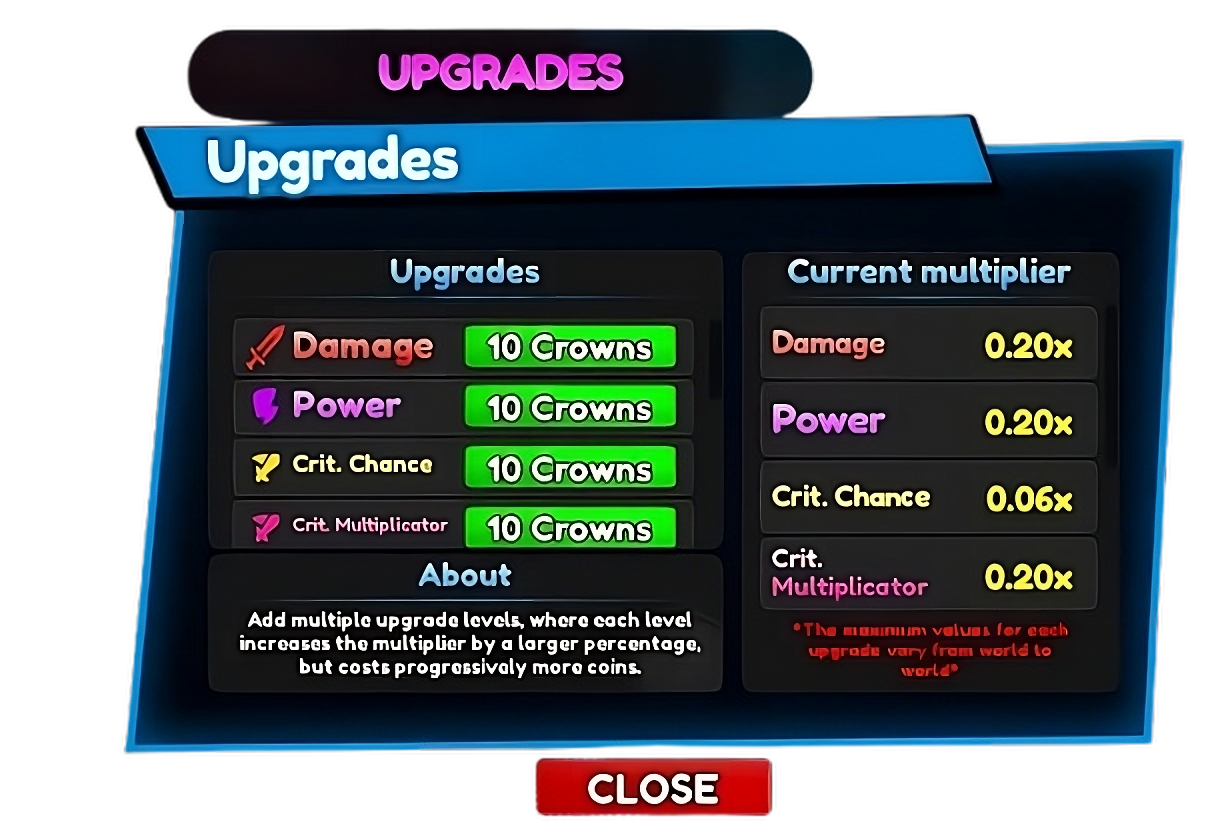 UPGRADES
Upgrades
Upgrades
Damage 10 Crowns
Power 10 Crowns
Crit. Chance 10 Crowns
Crit. Multiplicator 10 Crowns
About
Add multiple upgrade levels, where each level
increases the multiplier by a larger percentage,
but costs progressivaly more coins.
Current multiplier
Damage 0.20x
Power 0.20x
Crit. Chance 0.06x
Crit.
Multiplicator 0.20x
*The maximum values for each
upgrade vary from world to
world*
CLOSE